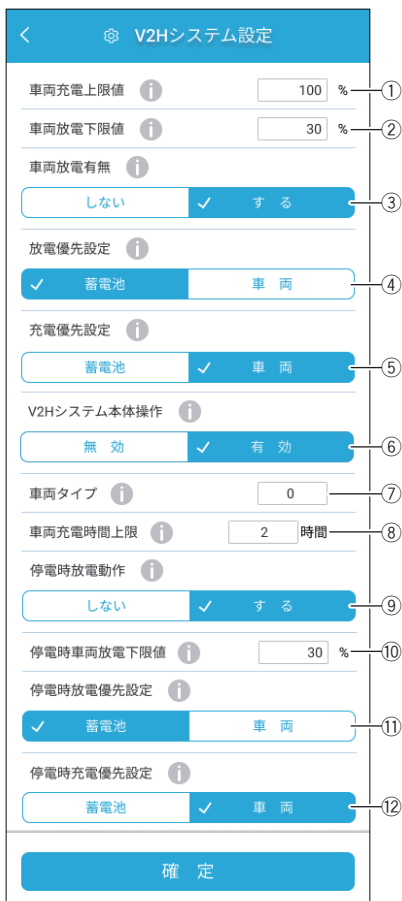 V2Hシステム設定
車両充電上限値 i 100 % ①
車両放電下限値 i 30 % ②
車両放電有無 i
しない する ③
放電優先設定 i
蓄電池 車両 ④
充電優先設定 i
蓄電池 車両 ⑤
V2Hシステム本体操作 i
無効 有効 ⑥
車両タイプ i 0 ⑦
車両充電時間上限 i 2 時間 ⑧
停電時放電動作 i
しない する ⑨
停電時車両放電下限値 i 30 % ⑩
停電時放電優先設定 i
蓄電池 車両 ⑪
停電時充電優先設定 i
蓄電池 車両 ⑫
確定